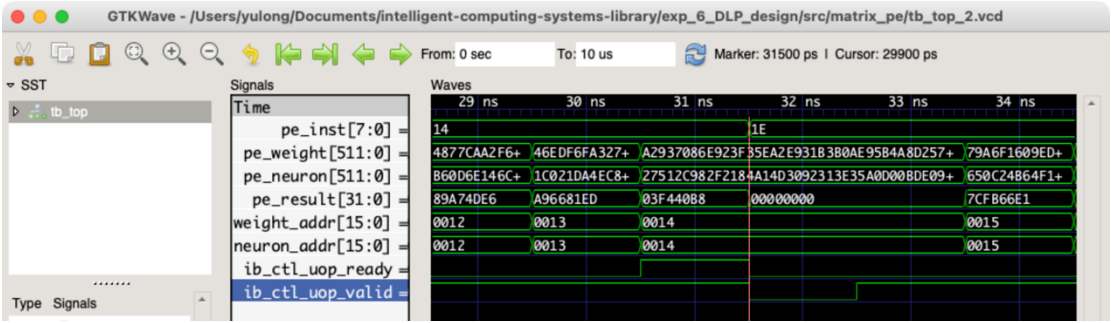 GTKWave - /Users/yulong/Documents/intelligent-computing-systems-library/exp_6_DLP_design/src/matrix_pe/tb_top_2.vcd
From: 0 sec To: 10 us Marker: 31500 ps | Cursor: 29900 ps
SST
tb_top
Type Signals
Signals
Time
pe_inst[7:0] =
pe_weight[511:0] =
pe_neuron[511:0] =
pe_result[31:0] =
weight_addr[15:0] =
neuron_addr[15:0] =
ib_ctl_uop_ready =
ib_ctl_uop_valid =
Waves
29 ns 30 ns 31 ns 32 ns 33 ns 34 ns
14 1E
4877CAA2F6+ 46EDF6FA327+ A2937086E923F35EA2E931B3B0AE95B4A8D257+ 79A6F1609ED+
B60D6E146C+ 1C021DA4EC8+ 27512C982F2184A14D3092313E35A0D00BDE09+ 650C24B64F1+
89A74DE6 A96681ED 03F440B8 00000000 7CFB66E1
0012 0013 0014 0015
0012 0013 0014 0015